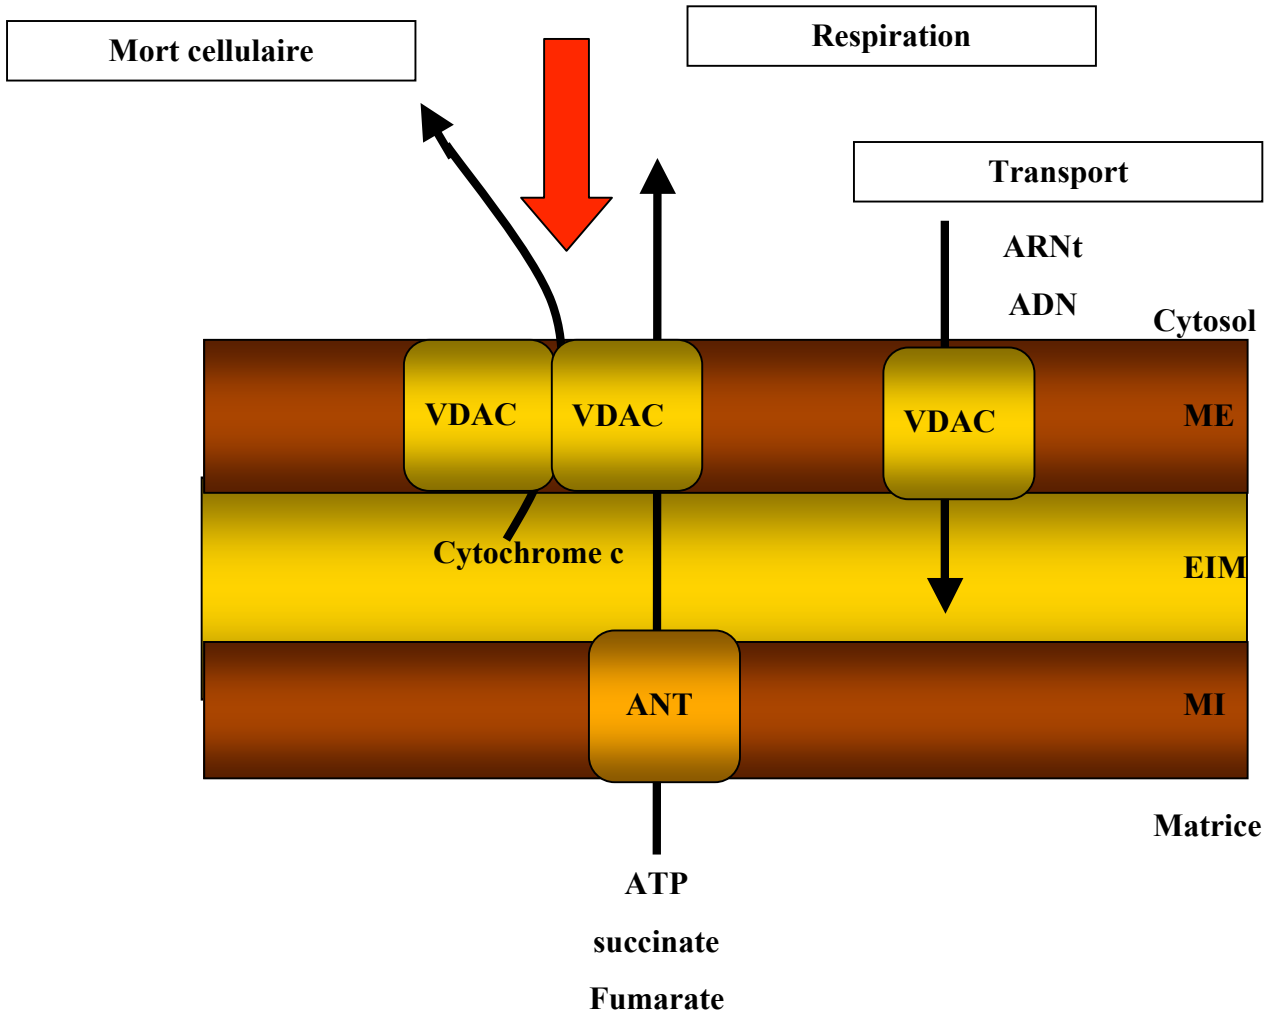 Mort cellulaire
Respiration
Transport
ARNt
ADN
Cytosol
VDAC
VDAC
VDAC
ME
Cytochrome c
EIM
ANT
MI
Matrice
ATP
succinate
Fumarate